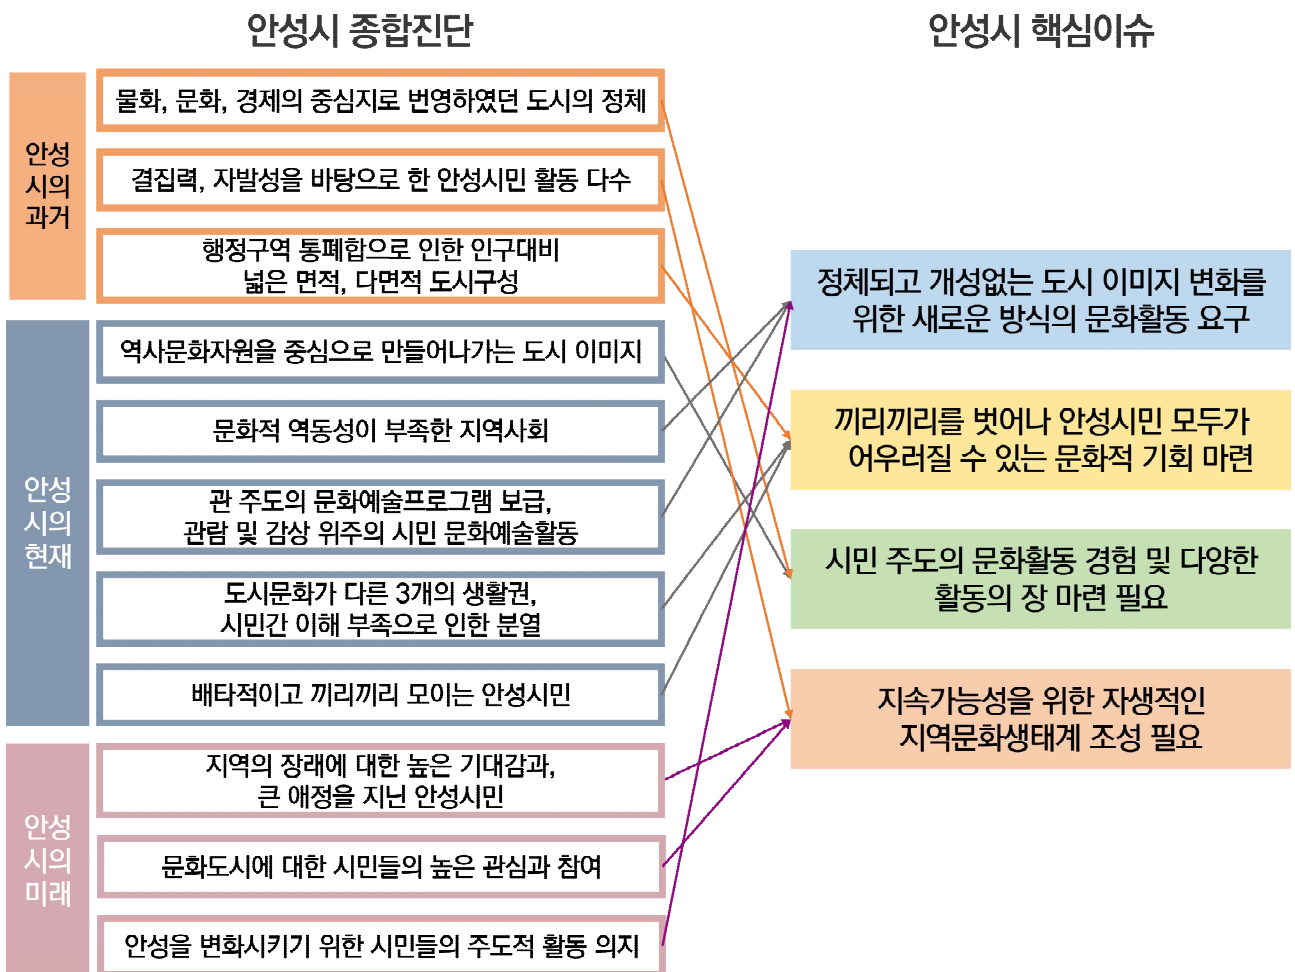 안성시 종합진단
안성시 핵심이슈
안성
시의
과거
물화, 문화, 경제의 중심지로 번영하였던 도시의 정체
결집력, 자발성을 바탕으로 한 안성시민 활동 다수
행정구역 통폐합으로 인한 인구대비
넓은 면적, 다면적 도시구성
안성
시의
현재
역사문화자원을 중심으로 만들어나가는 도시 이미지
문화적 역동성이 부족한 지역사회
관 주도의 문화예술프로그램 보급,
관람 및 감상 위주의 시민 문화예술활동
도시문화가 다른 3개의 생활권,
시민간 이해 부족으로 인한 분열
배타적이고 끼리끼리 모이는 안성시민
안성
시의
미래
지역의 장래에 대한 높은 기대감과,
큰 애정을 지닌 안성시민
문화도시에 대한 시민들의 높은 관심과 참여
안성을 변화시키기 위한 시민들의 주도적 활동 의지
정체되고 개성없는 도시 이미지 변화를
위한 새로운 방식의 문화활동 요구
끼리끼리를 벗어나 안성시민 모두가
어우러질 수 있는 문화적 기회 마련
시민 주도의 문화활동 경험 및 다양한
활동의 장 마련 필요
지속가능성을 위한 자생적인
지역문화생태계 조성 필요